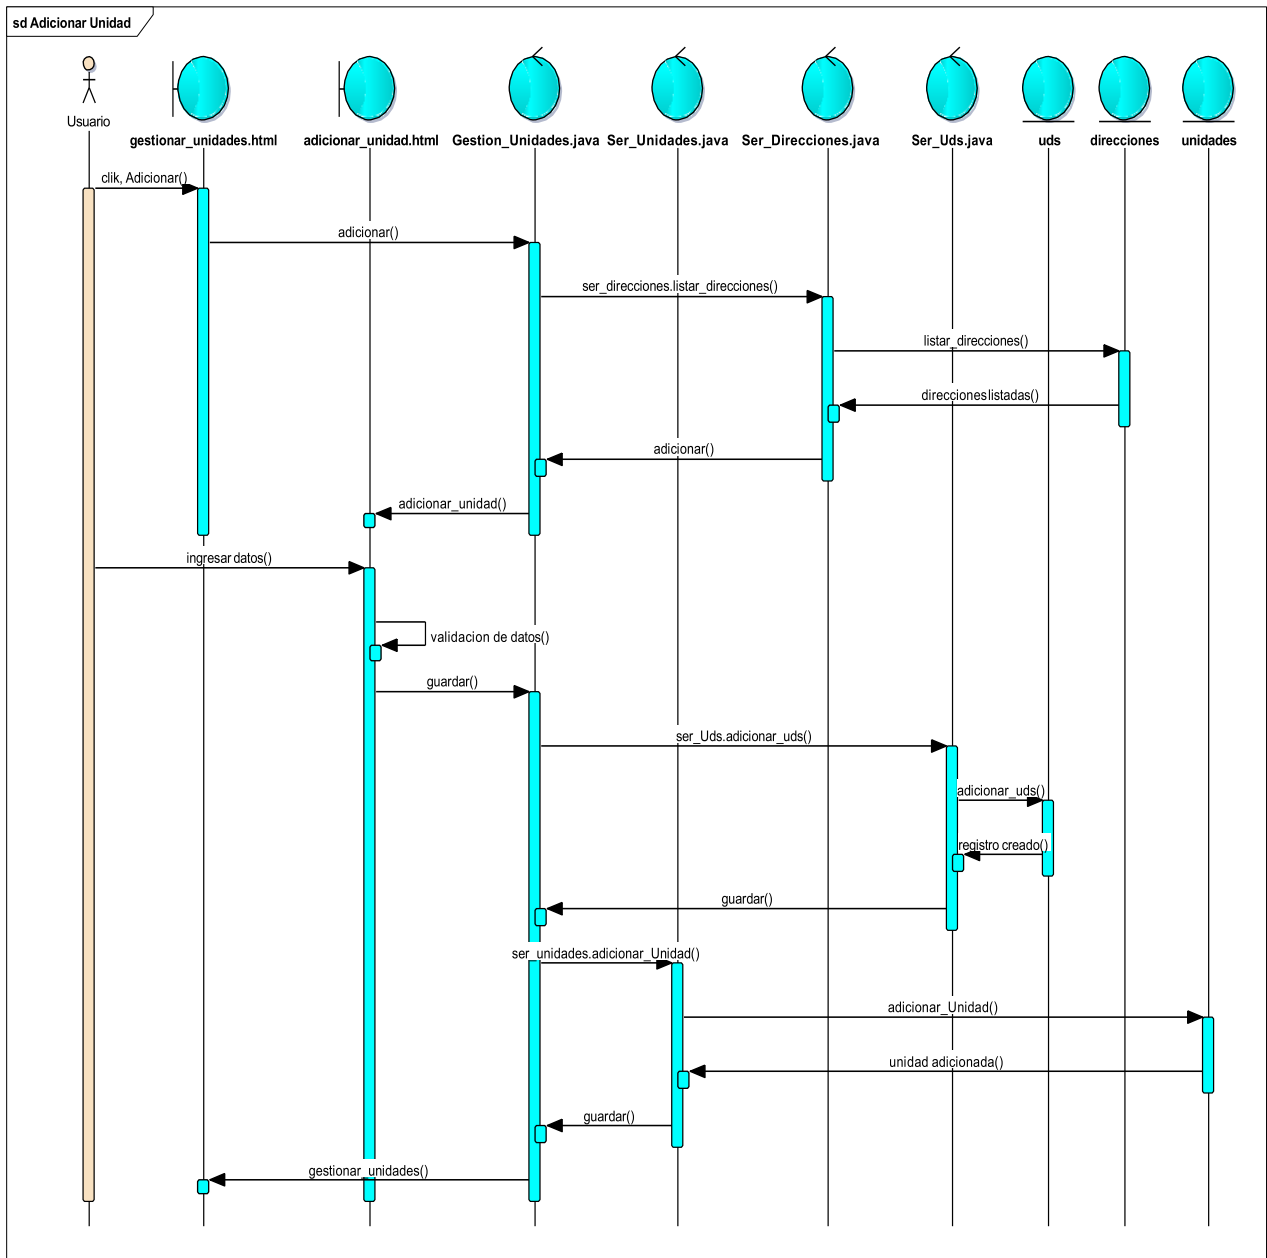 sd Adicionar Unidad
Usuario
gestionar_unidades.html
adicionar_unidad.html
Gestion_Unidades.java
Ser_Unidades.java
Ser_Direcciones.java
Ser_Uds.java
uds
direcciones
unidades
clik, Adicionar()
adicionar()
ser_direcciones.listar_direcciones()
listar_direcciones()
direcciones listadas()
adicionar()
adicionar_unidad()
ingresar datos()
validacion de datos()
guardar()
ser_Uds.adicionar_uds()
adicionar_uds()
registro creado()
guardar()
ser_unidades.adicionar_Unidad()
adicionar_Unidad()
unidad adicionada()
guardar()
gestionar_unidades()